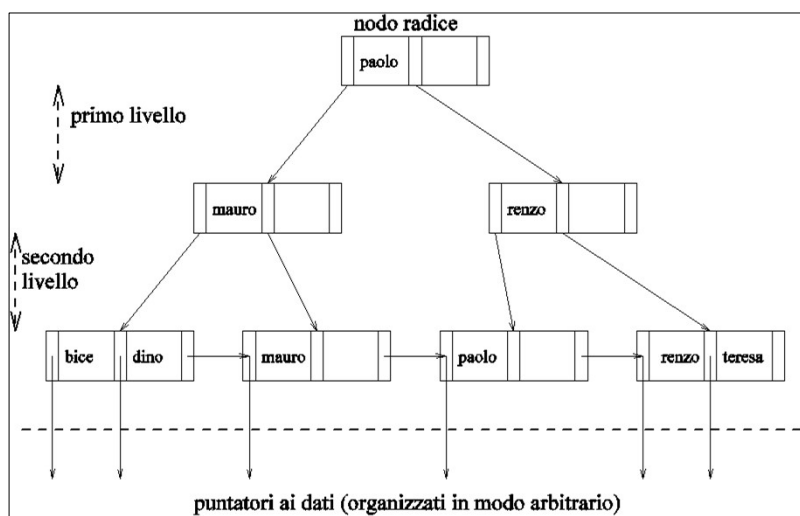 nodo radice
paolo
primo livello
mauro
renzo
secondo
livello
bice dino mauro paolo renzo teresa
puntatori ai dati (organizzati in modo arbitrario)